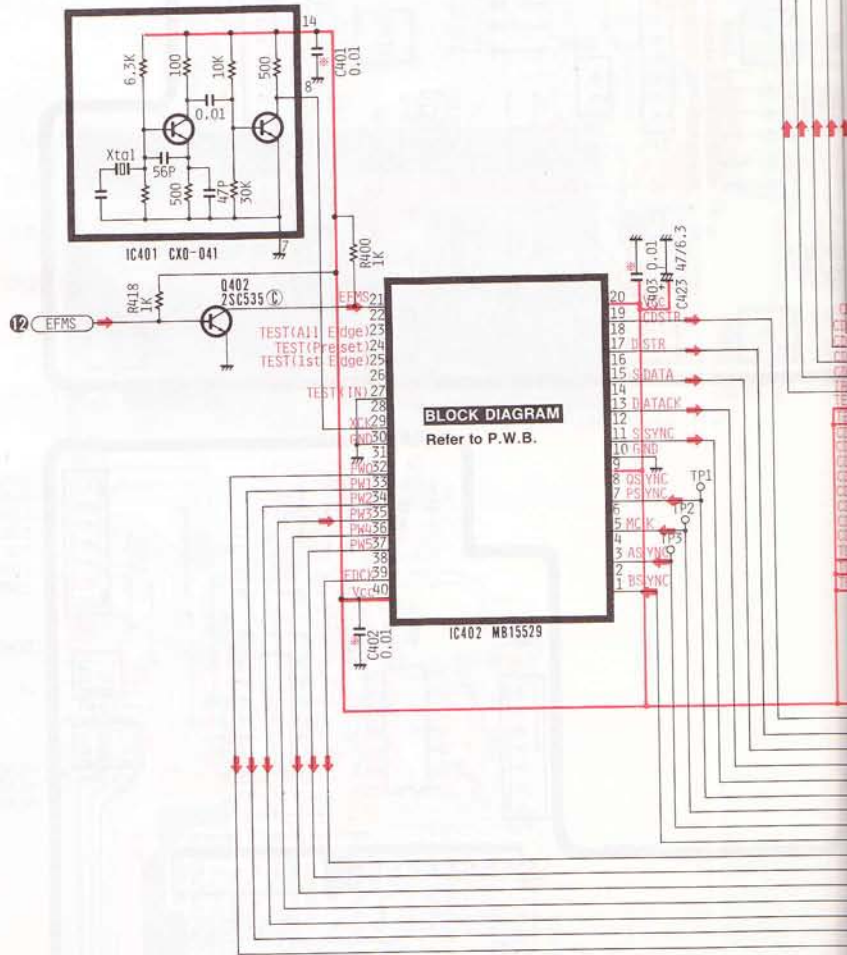 14
6.3K
100
10K
500
C401
0.01
8
0.01
Xtal
56P
500
47P
30K
7
IC401 CXO-041
R400
1K
R418
1K
Q402
2SC535 Ⓒ
⓬ EFMS
EFMS 21
22
TEST(All Edge) 23
TEST(Preset) 24
TEST(1st Edge) 25
26
TEST(IN) 27
28
XCK 29
GND 30
31
PW0 32
PW1 33
PW2 34
PW3 35
PW4 36
PW5 37
38
39
Vcc 40
C402
0.01
BLOCK DIAGRAM
Refer to P.W.B.
C403 0.01
C423 47/6.3
20 Vcc
19 CDSTR
18
17 DSTR
16
15 SDATA
14
13 DATACK
12
11 SSYNC
10 GND
9
8 QSYNC
7 PSYNC
6
5 MCLK
4
3 ASYNC
2
1 BSYNC
TP1
TP2
TP3
IC402 MB15529